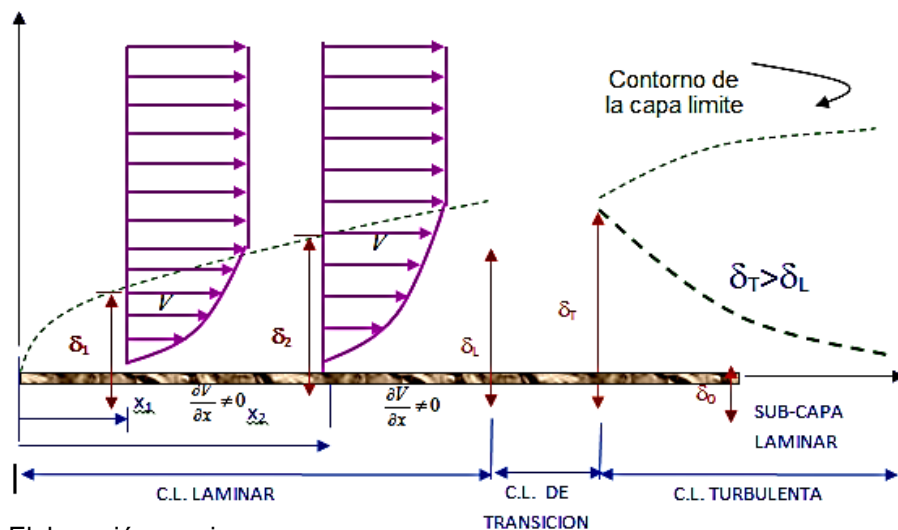 Contorno de
la capa limite
V
V
δ₁
δ₂
δL
δT
δT>δL
δ₀
x₁
∂V/∂x ≠0
x₂
∂V/∂x ≠0
SUB-CAPA
LAMINAR
C.L. LAMINAR
C.L. DE
TRANSICION
C.L. TURBULENTA